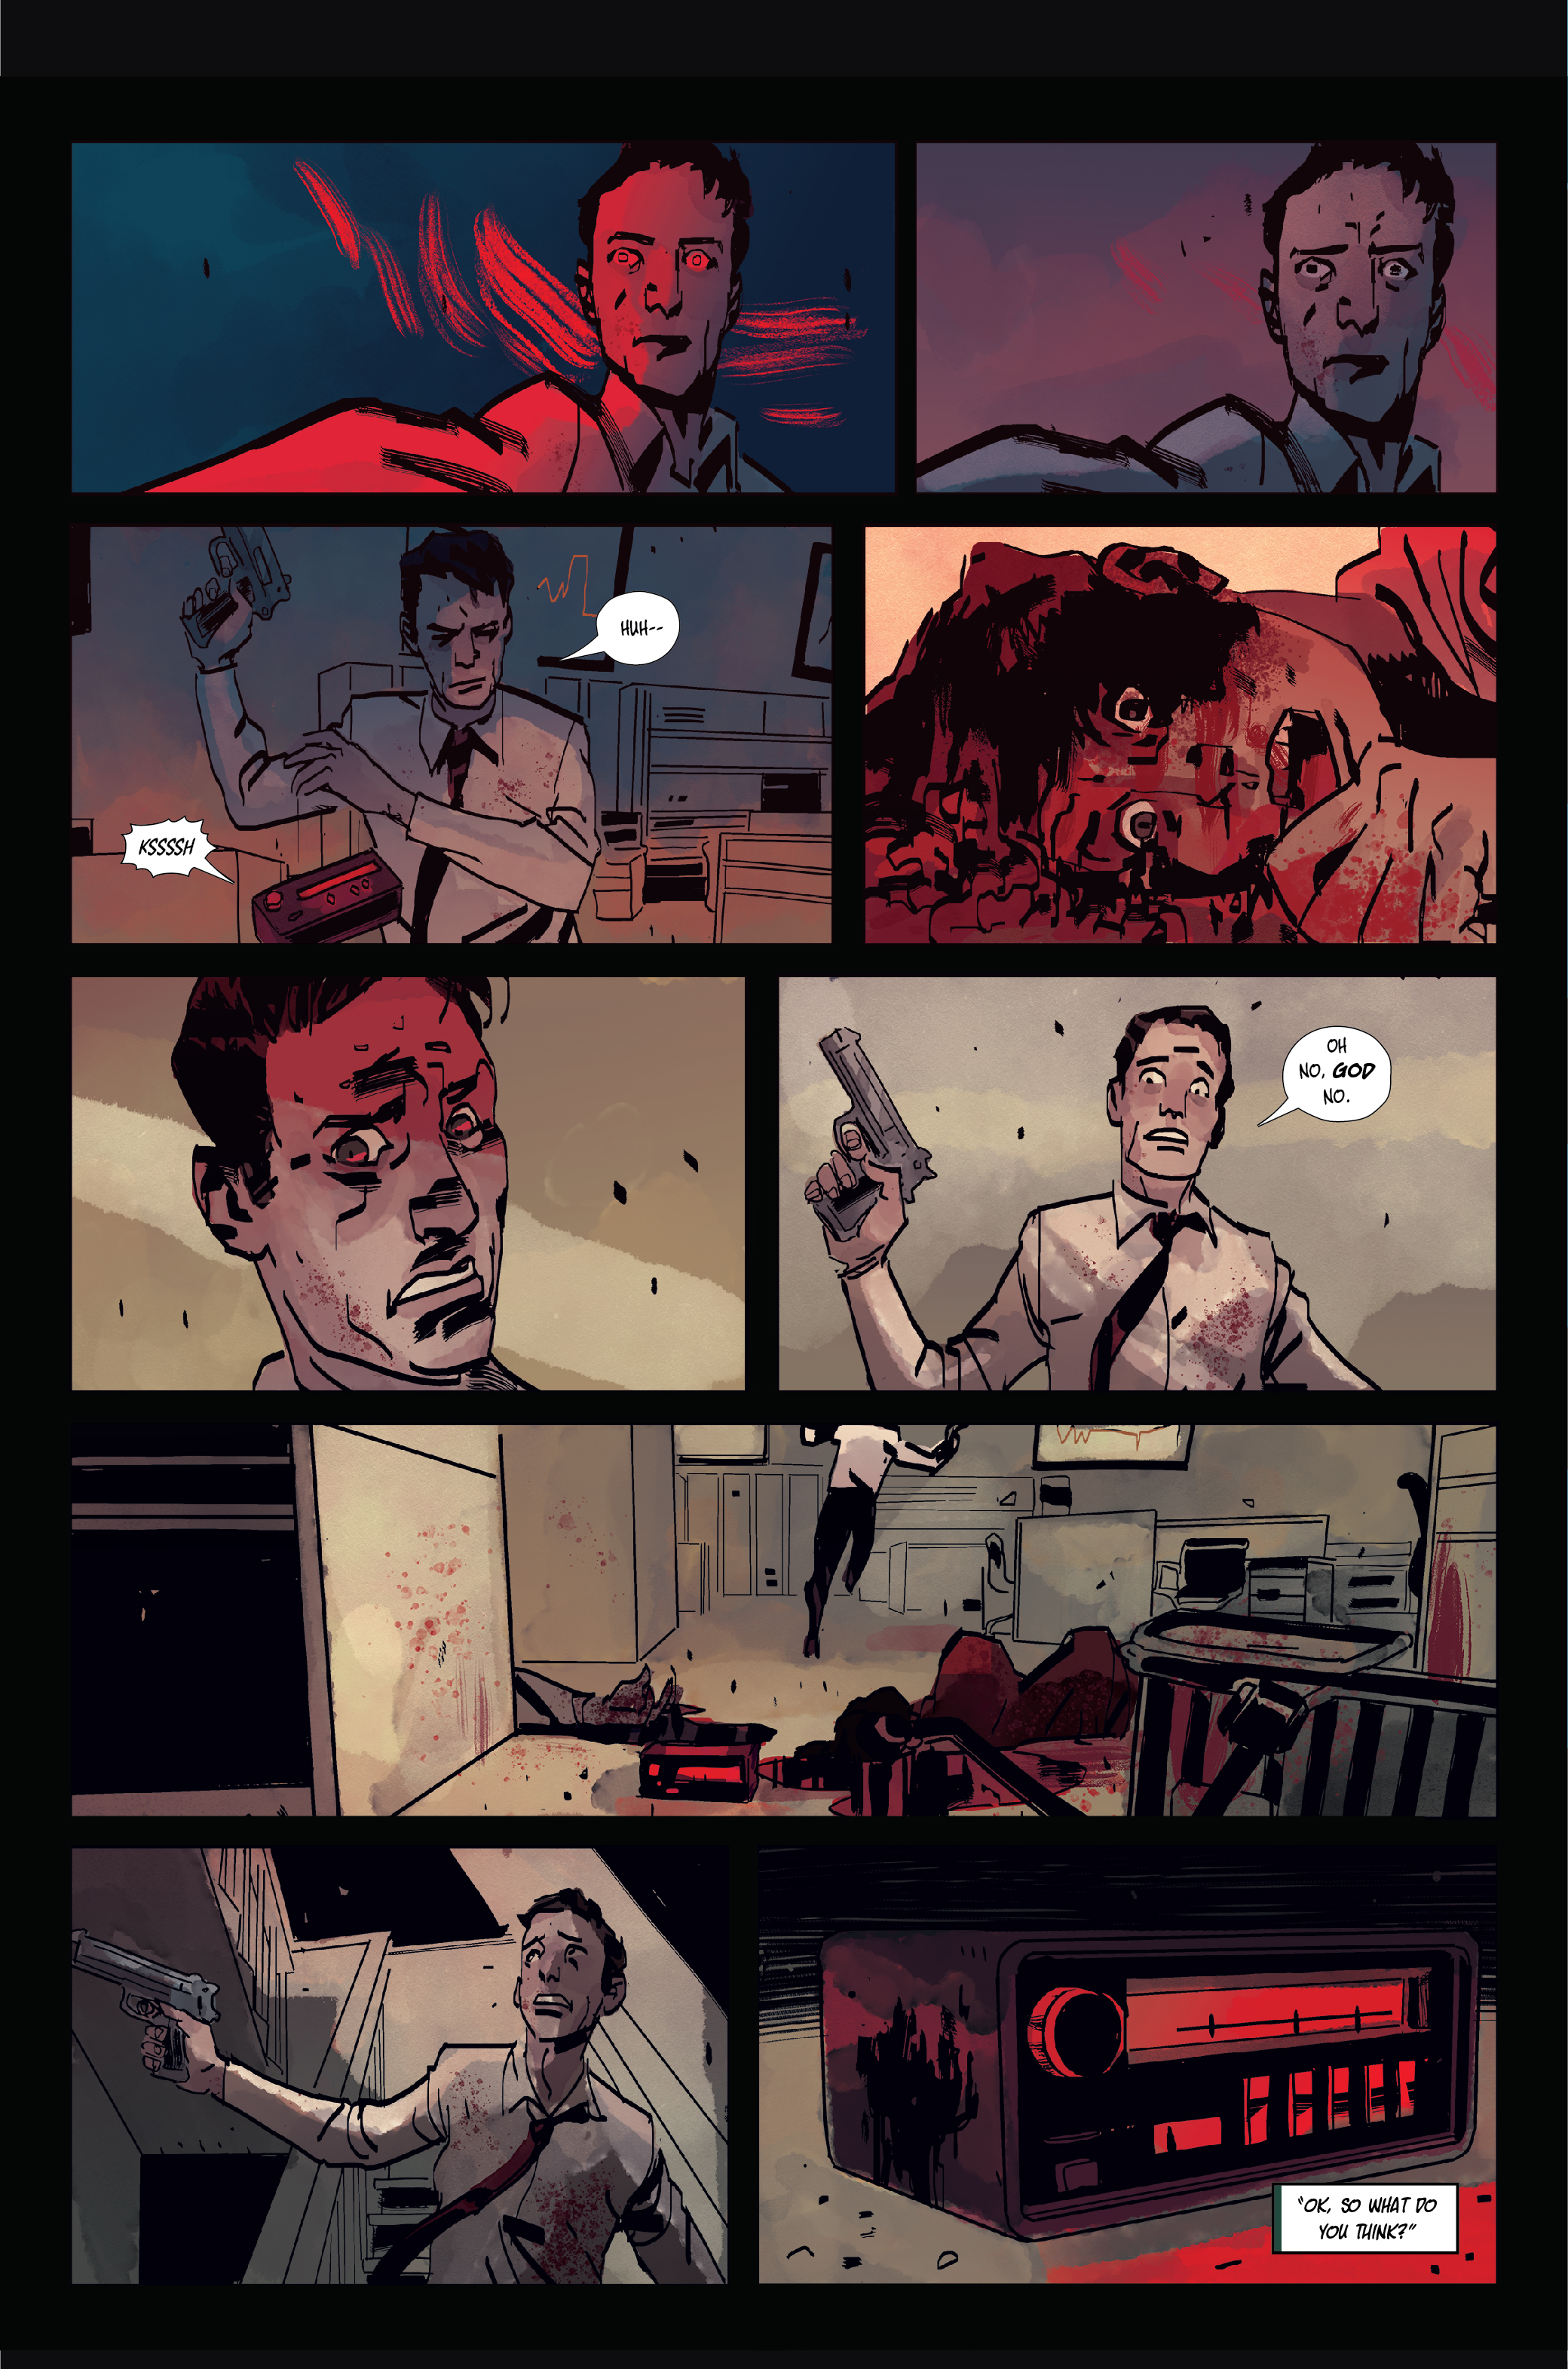 HUH--
KSSSSH
OH
NO, GOD
NO.
"OK, SO WHAT DO
YOU THINK?"